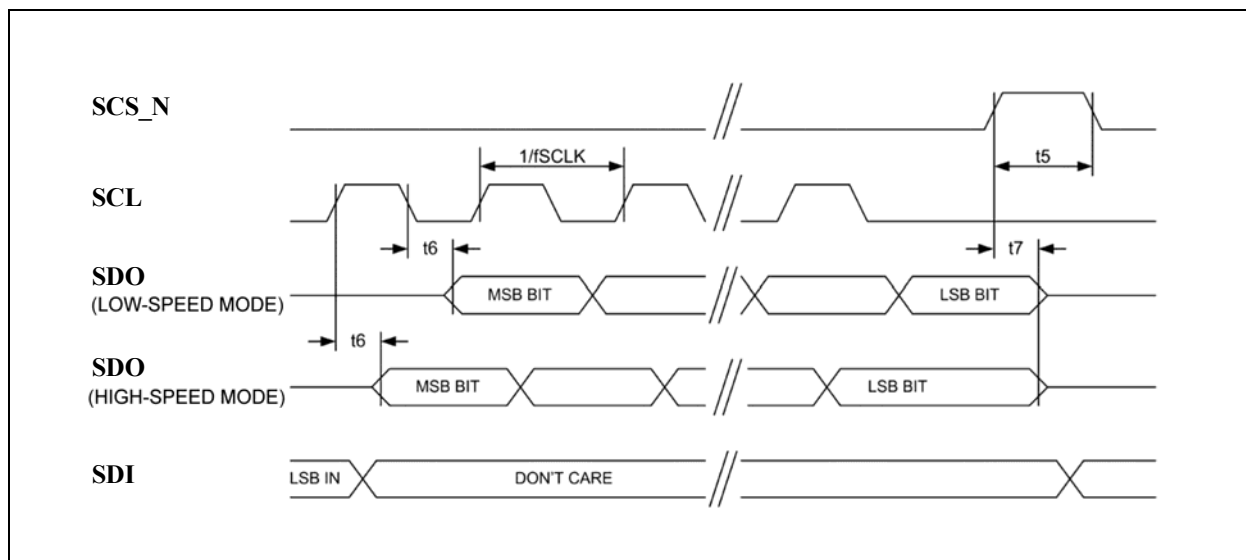 SCS_N
1/fSCLK
t5
SCL
t6
t7
SDO
(LOW-SPEED MODE)
MSB BIT
LSB BIT
t6
SDO
(HIGH-SPEED MODE)
MSB BIT
LSB BIT
SDI
LSB IN
DON'T CARE